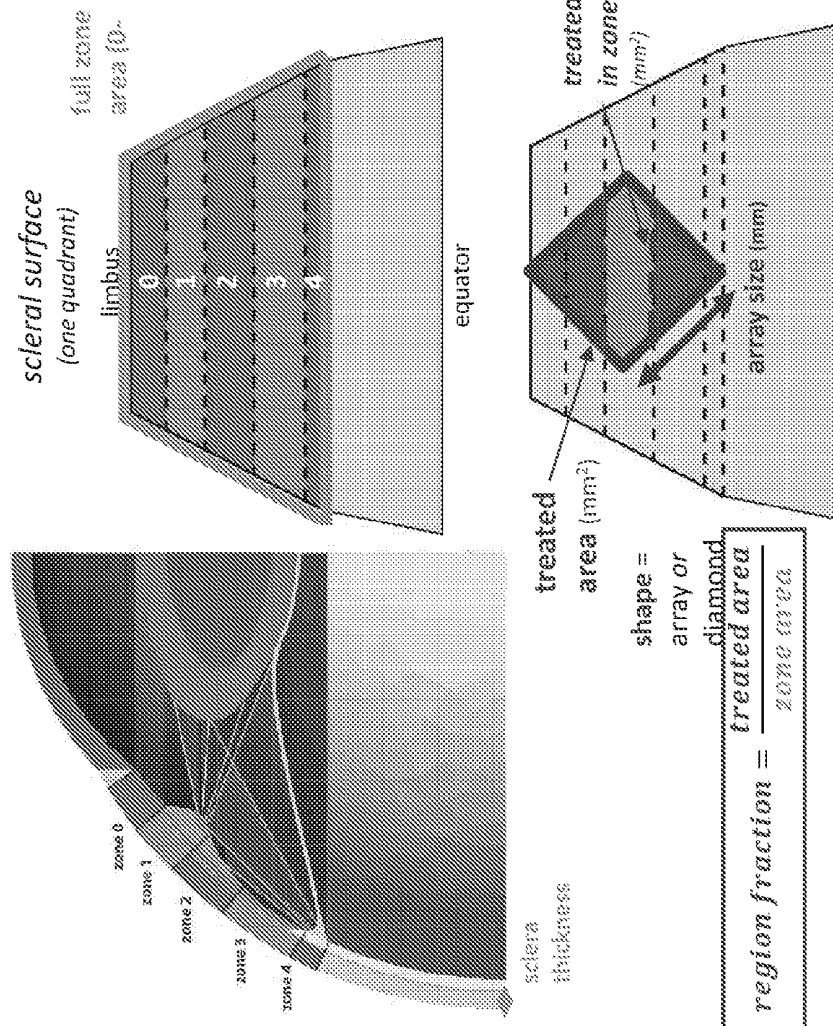 scleral surface
(one quadrant)
full zone
area (0-
limbus
0
1
2
3
4
equator
zone 0
zone 1
zone 2
zone 3
zone 4
sclera
thickness
treated
in zone
(mm²)
treated
area (mm²)
array size (mm)
shape =
array or
diamond
region fraction = treated area
zone area